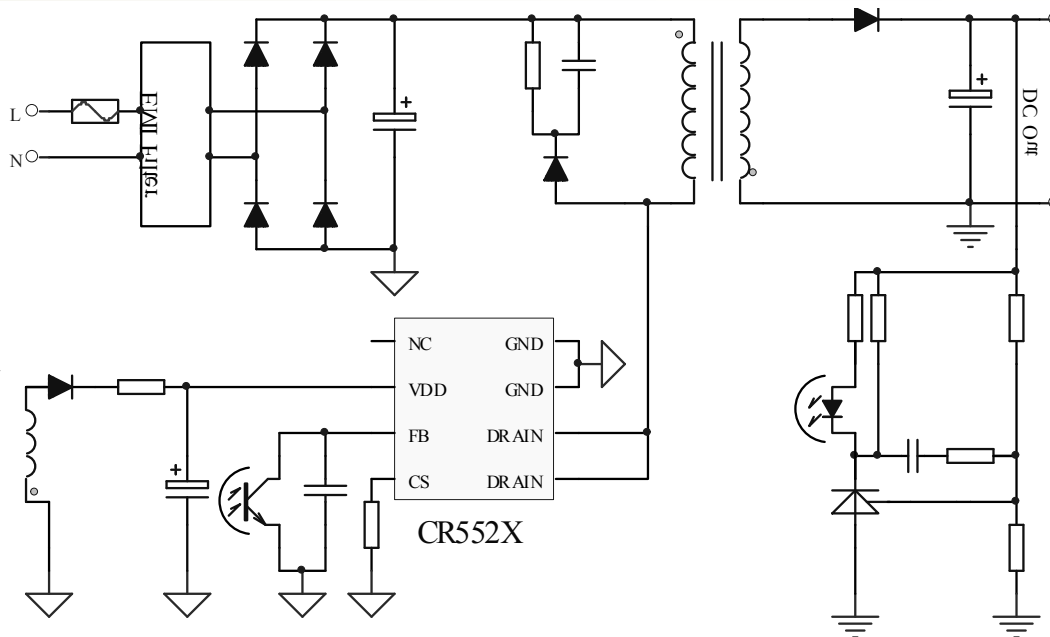 L
N
EMI Filter
DC Out
NC
GND
VDD
GND
FB
DRAIN
CS
DRAIN
CR552X